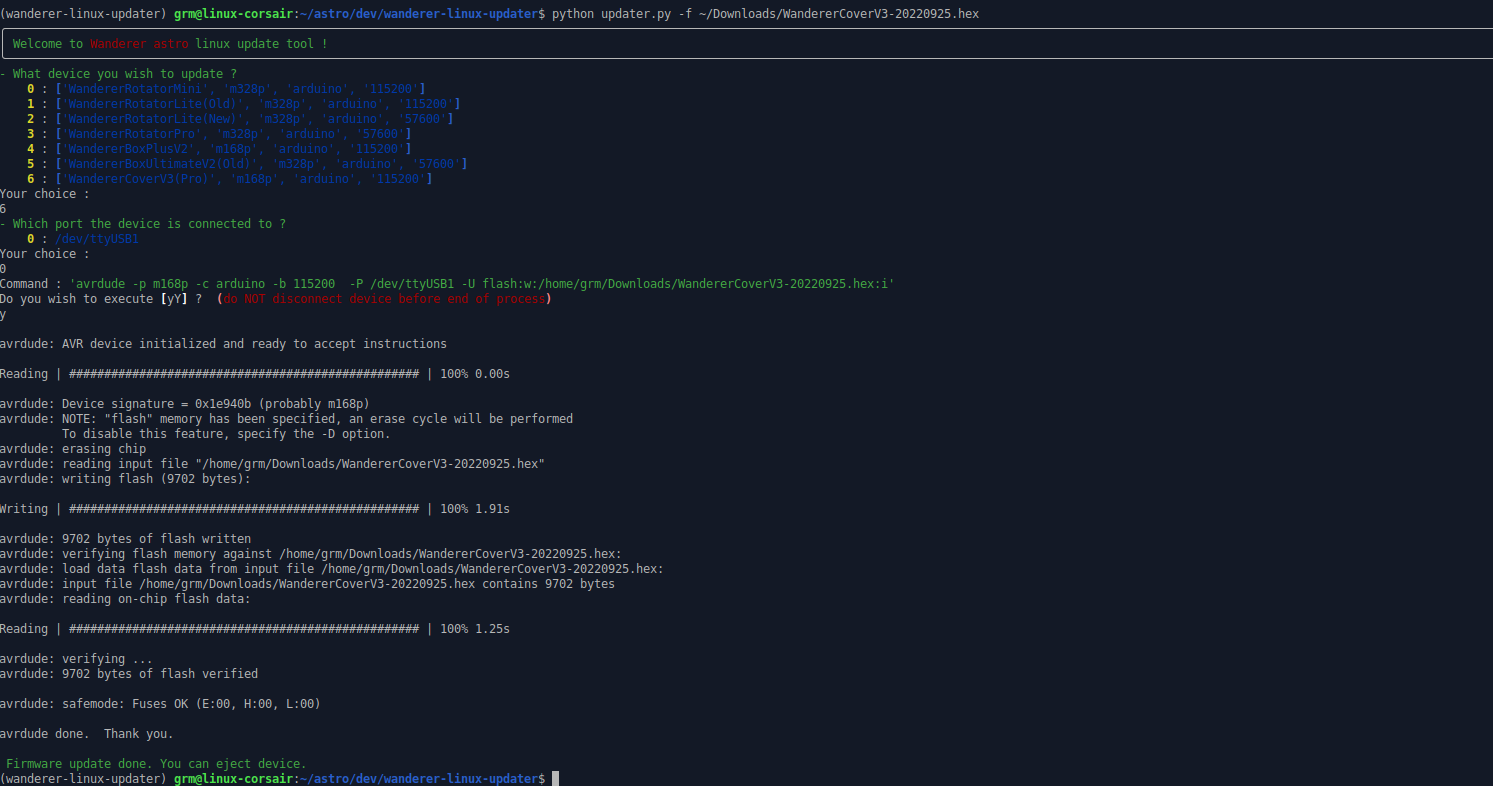 (wanderer-linux-updater) grm@linux-corsair:~/astro/dev/wanderer-linux-updater$ python updater.py -f ~/Downloads/WandererCoverV3-20220925.hex
Welcome to Wanderer astro linux update tool !
- What device you wish to update ?
0 : ['WandererRotatorMini', 'm328p', 'arduino', '115200']
1 : ['WandererRotatorLite(Old)', 'm328p', 'arduino', '115200']
2 : ['WandererRotatorLite(New)', 'm328p', 'arduino', '57600']
3 : ['WandererRotatorPro', 'm328p', 'arduino', '57600']
4 : ['WandererBoxPlusV2', 'm168p', 'arduino', '115200']
5 : ['WandererBoxUltimateV2(Old)', 'm328p', 'arduino', '57600']
6 : ['WandererCoverV3(Pro)', 'm168p', 'arduino', '115200']
Your choice :
6
- Which port the device is connected to ?
0 : /dev/ttyUSB1
Your choice :
0
Command : 'avrdude -p m168p -c arduino -b 115200  -P /dev/ttyUSB1 -U flash:w:/home/grm/Downloads/WandererCoverV3-20220925.hex:i'
Do you wish to execute [yY] ?  (do NOT disconnect device before end of process)
y
avrdude: AVR device initialized and ready to accept instructions
Reading | ################################################## | 100% 0.00s
avrdude: Device signature = 0x1e940b (probably m168p)
avrdude: NOTE: "flash" memory has been specified, an erase cycle will be performed
To disable this feature, specify the -D option.
avrdude: erasing chip
avrdude: reading input file "/home/grm/Downloads/WandererCoverV3-20220925.hex"
avrdude: writing flash (9702 bytes):
Writing | ################################################## | 100% 1.91s
avrdude: 9702 bytes of flash written
avrdude: verifying flash memory against /home/grm/Downloads/WandererCoverV3-20220925.hex:
avrdude: load data flash data from input file /home/grm/Downloads/WandererCoverV3-20220925.hex:
avrdude: input file /home/grm/Downloads/WandererCoverV3-20220925.hex contains 9702 bytes
avrdude: reading on-chip flash data:
Reading | ################################################## | 100% 1.25s
avrdude: verifying ...
avrdude: 9702 bytes of flash verified
avrdude: safemode: Fuses OK (E:00, H:00, L:00)
avrdude done.  Thank you.
Firmware update done. You can eject device.
(wanderer-linux-updater) grm@linux-corsair:~/astro/dev/wanderer-linux-updater$